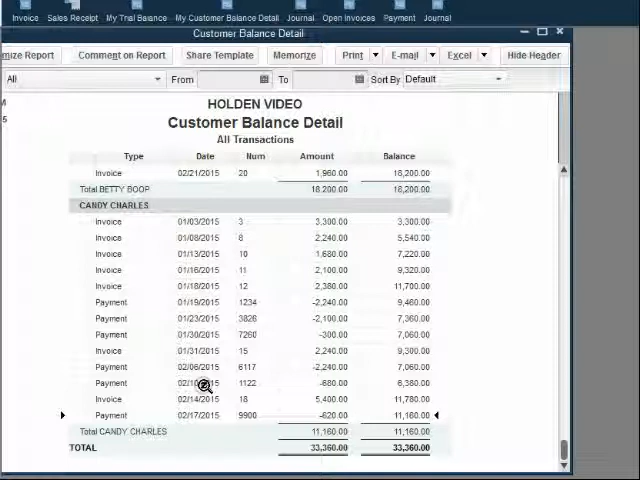 Invoice Sales Receipt My Trial Balance My Customer Balance Detail Journal Open Invoices Payment Journal
Customer Balance Detail
mize Report Comment on Report Share Template Memorize Print E-mail Excel Hide Header
All From To Sort By Default
M
5
HOLDEN VIDEO
Customer Balance Detail
All Transactions
Type Date Num Amount Balance
Invoice 02/21/2015 20 1,960.00 18,200.00
Total BETTY BOOP 18,200.00 18,200.00
CANDY CHARLES
Invoice 01/03/2015 3 3,300.00 3,300.00
Invoice 01/08/2015 8 2,240.00 5,540.00
Invoice 01/13/2015 10 1,680.00 7,220.00
Invoice 01/16/2015 11 2,100.00 9,320.00
Invoice 01/18/2015 12 2,380.00 11,700.00
Payment 01/19/2015 1234 -2,240.00 9,460.00
Payment 01/23/2015 3826 -2,100.00 7,360.00
Payment 01/30/2015 7260 -300.00 7,060.00
Invoice 01/31/2015 15 2,240.00 9,300.00
Payment 02/06/2015 6117 -2,240.00 7,060.00
Payment 1122 -680.00 6,380.00
Invoice 02/14/2015 18 5,400.00 11,780.00
Payment 02/17/2015 9900 -620.00 11,160.00
Total CANDY CHARLES 11,160.00 11,160.00
TOTAL 33,360.00 33,360.00